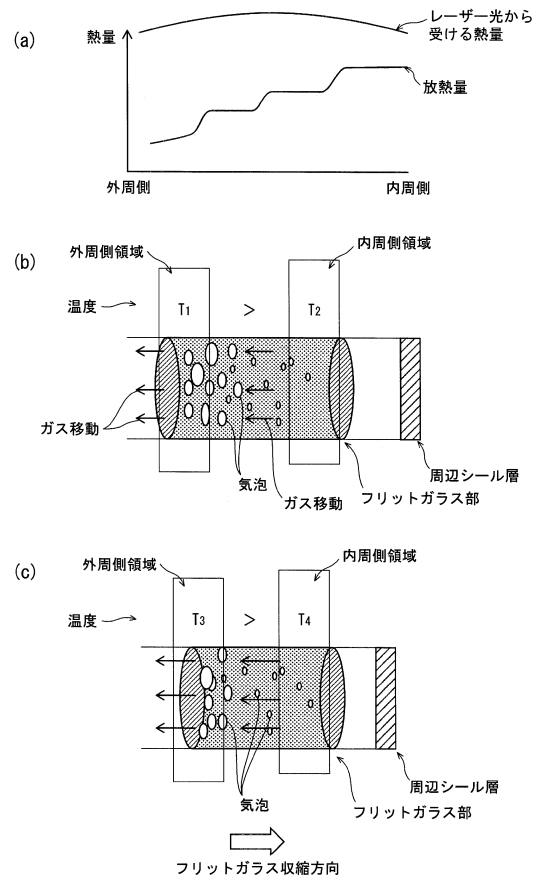 (a)
熱量
レーザー光から
受ける熱量
放熱量
外周側
内周側
(b)
外周側領域
内周側領域
温度
T1
>
T2
ガス移動
気泡
ガス移動
周辺シール層
フリットガラス部
(c)
外周側領域
内周側領域
温度
T3
>
T4
気泡
周辺シール層
フリットガラス部
フリットガラス収縮方向